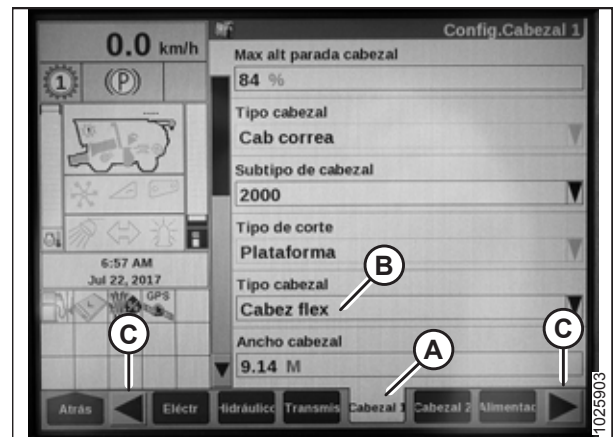 0.0 km/h
Config.Cabezal 1
1
(P)
Max alt parada cabezal
84 %
Tipo cabezal
Cab correa
Subtipo de cabezal
2000
Tipo de corte
Plataforma
6:57 AM
Jul 22, 2017
GPS
B
Tipo cabezal
Cabez flex
C
C
A
Ancho cabezal
9.14 M
Atrás
Eléctr
Hidráulico
Transmis
Cabezal 1
Cabezal 2
Alimentac
1025903